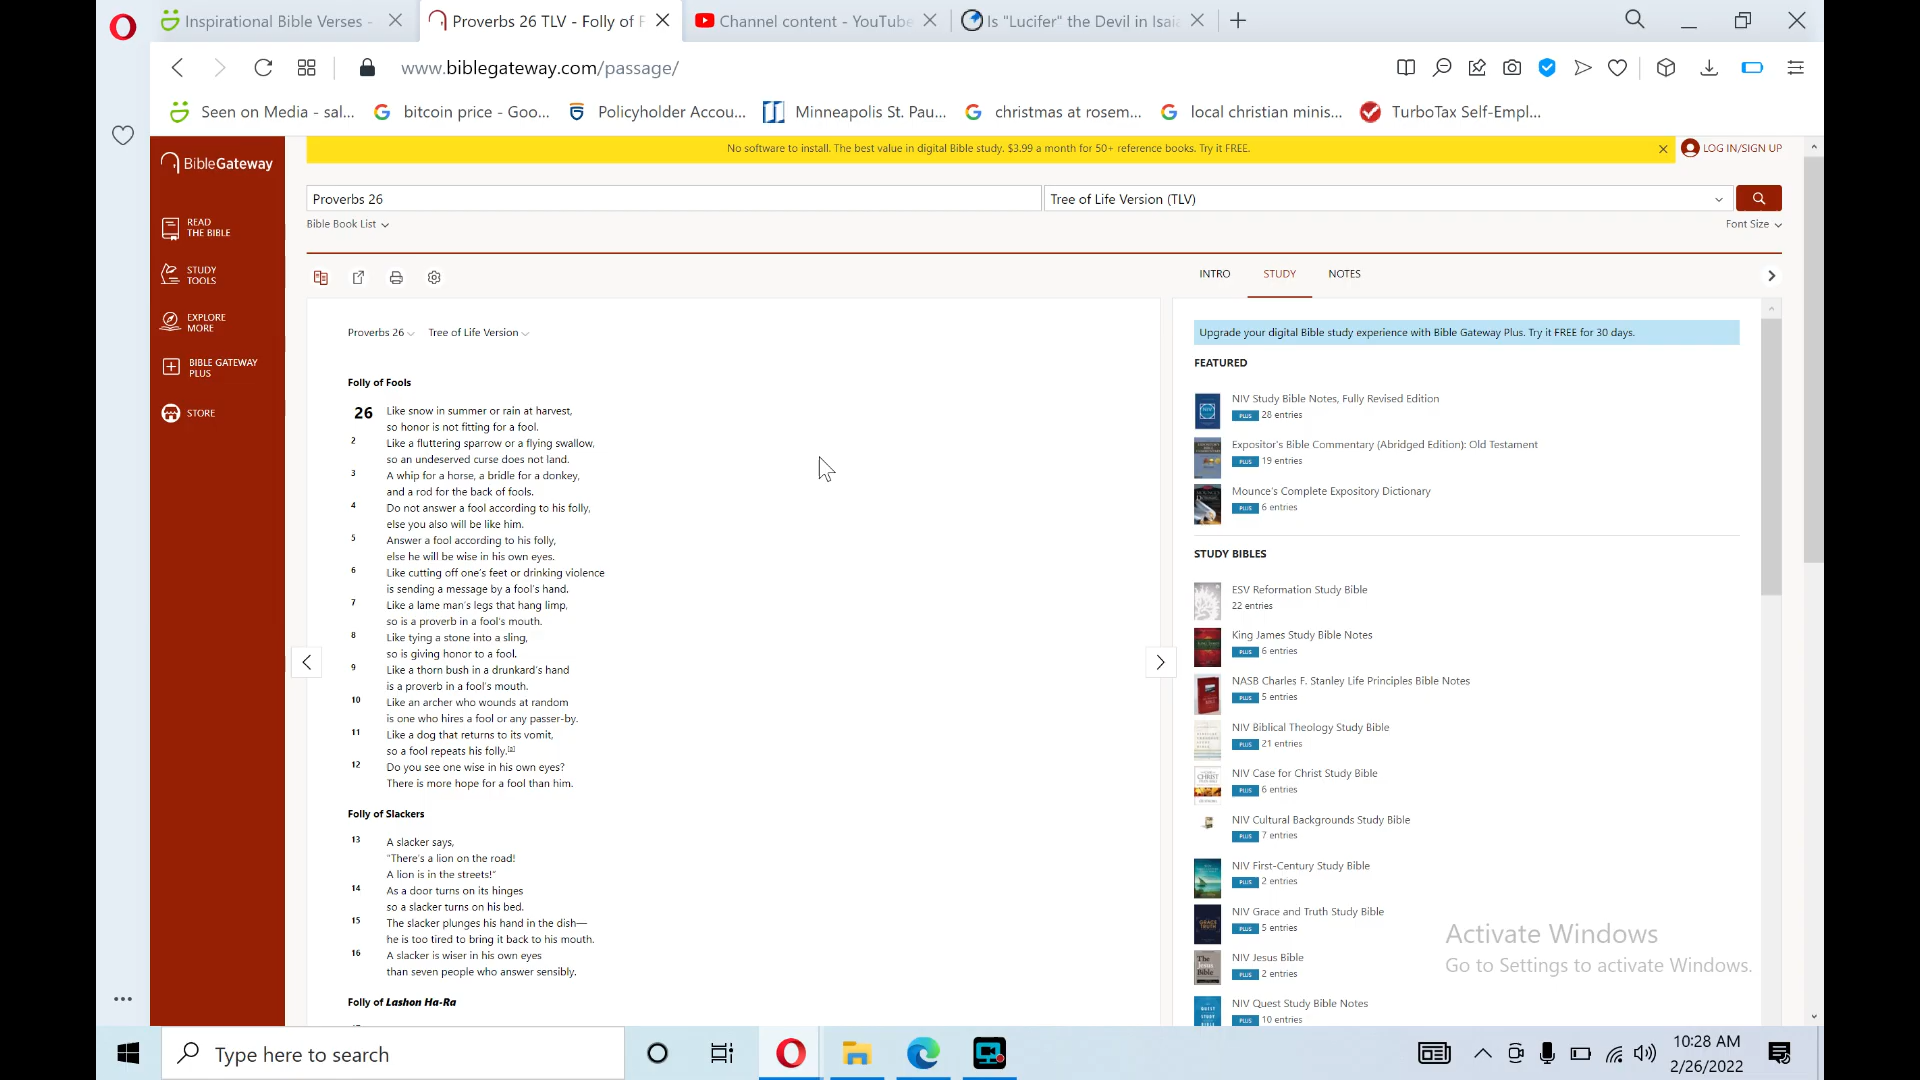 Inspirational Bible Verses -
Proverbs 26 TLV - Folly of F
Channel content - YouTube
Is "Lucifer" the Devil in Isai
www.biblegateway.com/passage/
Seen on Media - sal...
bitcoin price - Goo...
Policyholder Accou...
Minneapolis St. Pau...
christmas at rosem...
local christian minis...
TurboTax Self-Empl...
BibleGateway
No software to install. The best value in digital Bible study. $3.99 a month for 50+ reference books. Try it FREE.
LOG IN/SIGN UP
Proverbs 26
Tree of Life Version (TLV)
Bible Book List
Font Size
READ
THE BIBLE
STUDY
TOOLS
EXPLORE
MORE
BIBLE GATEWAY
PLUS
STORE
INTRO
STUDY
NOTES
Proverbs 26
Tree of Life Version
Folly of Fools
26 Like snow in summer or rain at harvest,
so honor is not fitting for a fool.
2 Like a fluttering sparrow or a flying swallow,
so an undeserved curse does not land.
3 A whip for a horse, a bridle for a donkey,
and a rod for the back of fools.
4 Do not answer a fool according to his folly,
else you also will be like him.
5 Answer a fool according to his folly,
else he will be wise in his own eyes.
6 Like cutting off one's feet or drinking violence
is sending a message by a fool's hand.
7 Like a lame man's legs that hang limp,
so is a proverb in a fool's mouth.
8 Like tying a stone into a sling,
so is giving honor to a fool.
9 Like a thorn bush in a drunkard's hand
is a proverb in a fool's mouth.
10 Like an archer who wounds at random
is one who hires a fool or any passer-by.
11 Like a dog that returns to its vomit,
so a fool repeats his folly.[a]
12 Do you see one wise in his own eyes?
There is more hope for a fool than him.
Folly of Slackers
13 A slacker says,
"There's a lion on the road!
A lion is in the streets!"
14 As a door turns on its hinges
so a slacker turns on his bed.
15 The slacker plunges his hand in the dish—
he is too tired to bring it back to his mouth.
16 A slacker is wiser in his own eyes
than seven people who answer sensibly.
Folly of Lashon Ha-Ra
Upgrade your digital Bible study experience with Bible Gateway Plus. Try it FREE for 30 days.
FEATURED
NIV Study Bible Notes, Fully Revised Edition
PLUS 28 entries
Expositor's Bible Commentary (Abridged Edition): Old Testament
PLUS 19 entries
Mounce's Complete Expository Dictionary
PLUS 6 entries
STUDY BIBLES
ESV Reformation Study Bible
22 entries
King James Study Bible Notes
PLUS 6 entries
NASB Charles F. Stanley Life Principles Bible Notes
PLUS 5 entries
NIV Biblical Theology Study Bible
PLUS 21 entries
NIV Case for Christ Study Bible
PLUS 6 entries
NIV Cultural Backgrounds Study Bible
PLUS 7 entries
NIV First-Century Study Bible
PLUS 2 entries
NIV Grace and Truth Study Bible
PLUS 5 entries
NIV Jesus Bible
PLUS 2 entries
NIV Quest Study Bible Notes
PLUS 10 entries
Activate Windows
Go to Settings to activate Windows.
Type here to search
10:28 AM
2/26/2022